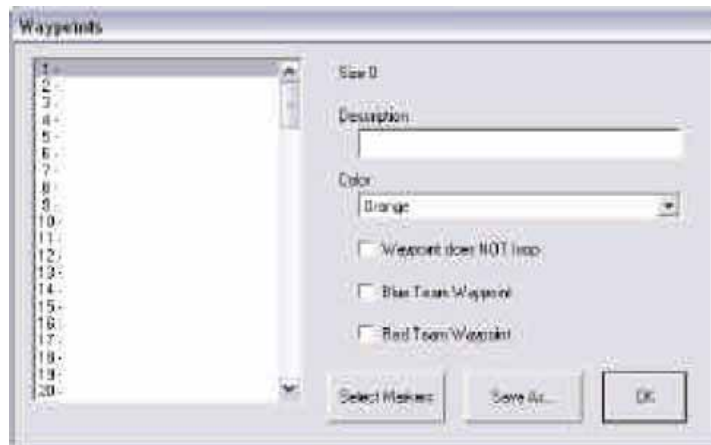 Waypoints
1 -
2 -
3 -
4 -
5 -
6 -
7 -
8 -
9 -
10 -
11 -
12 -
13 -
14 -
15 -
16 -
17 -
18 -
19 -
20 -
Size 0
Description
Color
Orange
Waypoint does NOT loop
Blue Team Waypoint
Red Team Waypoint
Select Markers
Save As...
OK